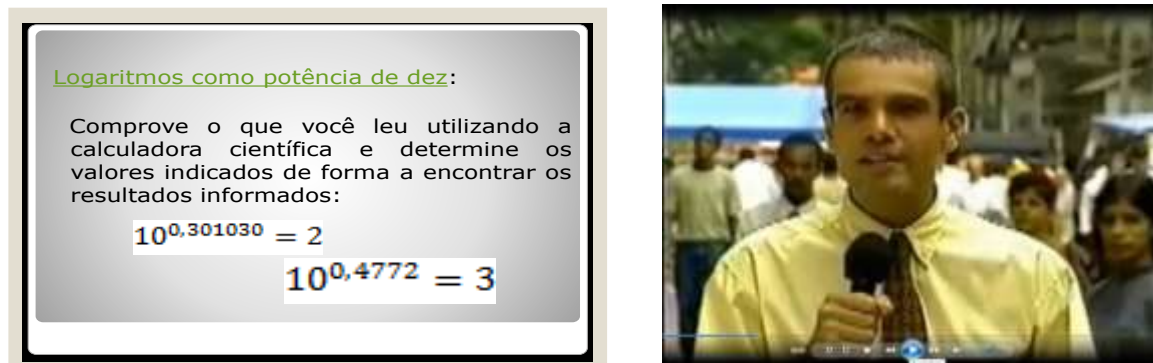 Logaritmos como potência de dez:
Comprove o que você leu utilizando a
calculadora científica e determine os
valores indicados de forma a encontrar os
resultados informados:
10^0,301030 = 2
10^0,4772 = 3